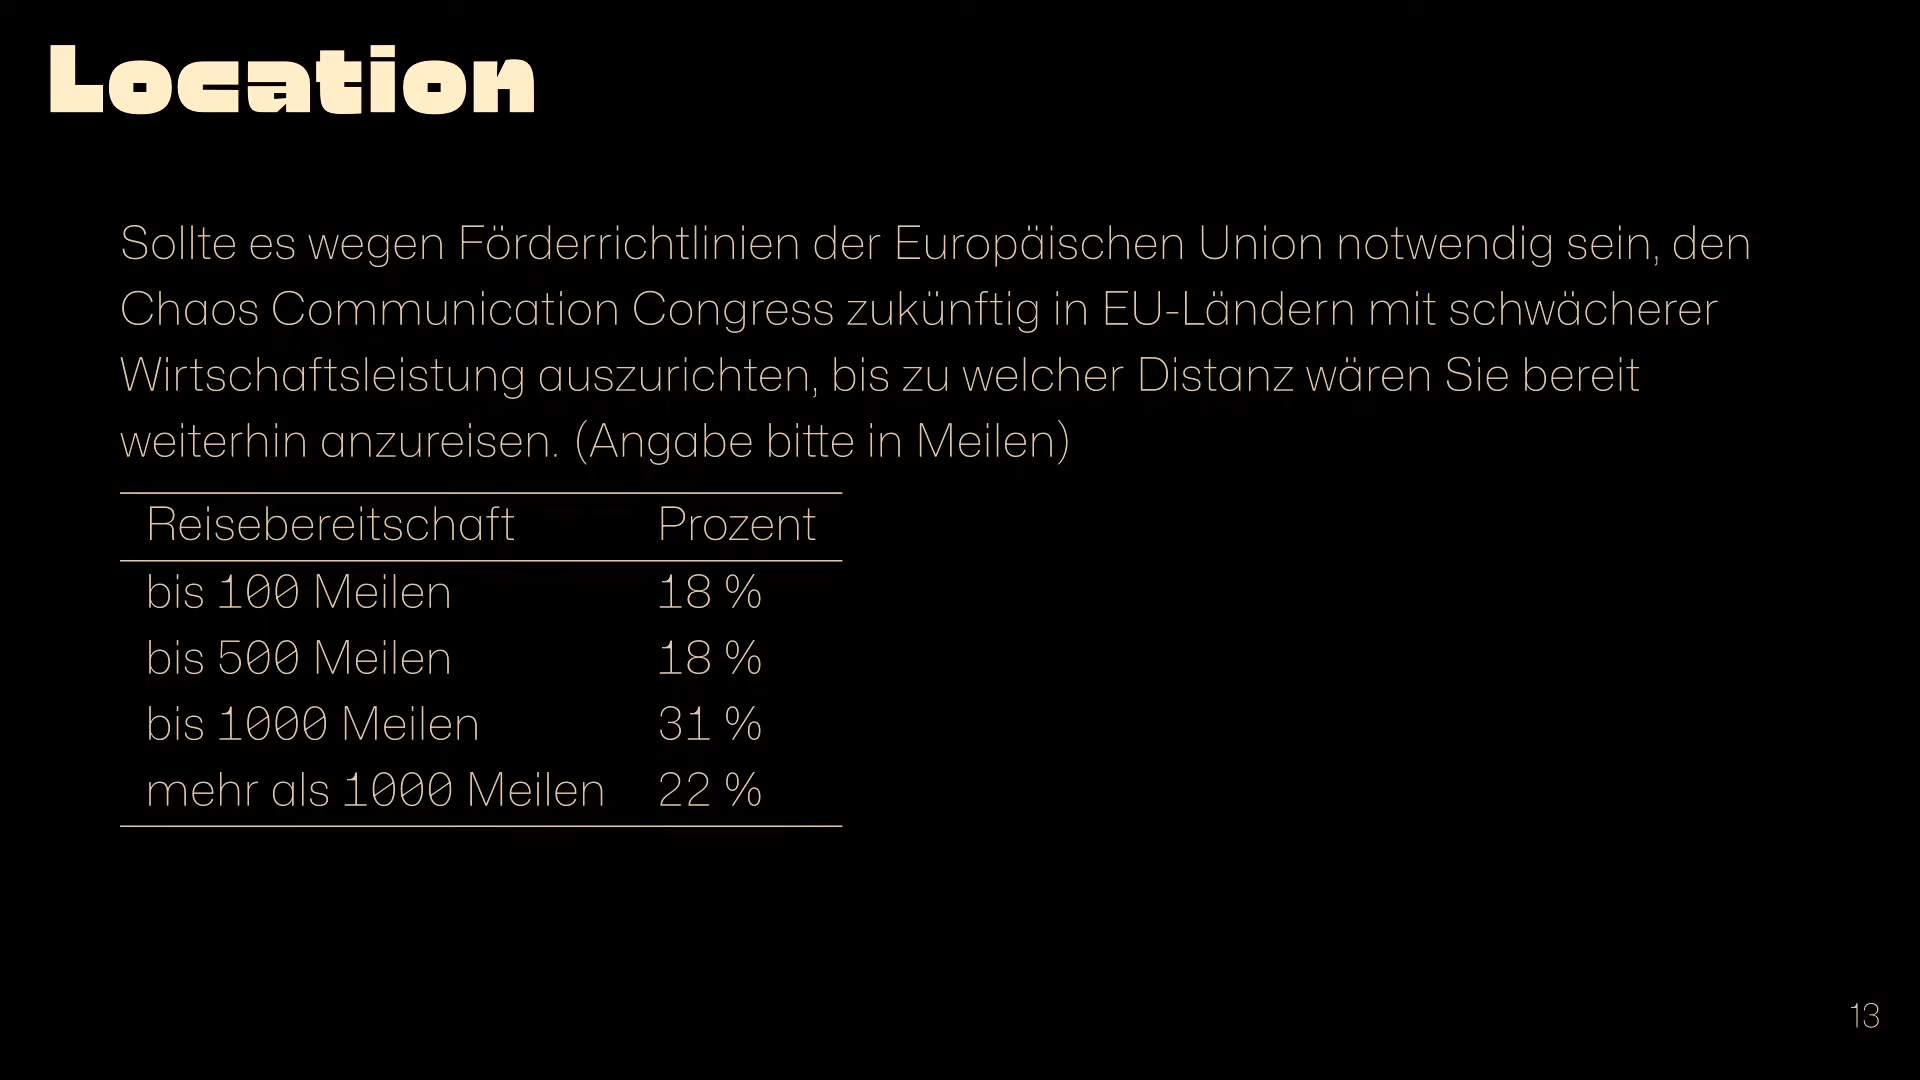 Location
Sollte es wegen Förderrichtlinien der Europäischen Union notwendig sein, den
Chaos Communication Congress zukünftig in EU-Ländern mit schwächerer
Wirtschaftsleistung auszurichten, bis zu welcher Distanz wären Sie bereit
weiterhin anzureisen. (Angabe bitte in Meilen)
Reisebereitschaft Prozent
bis 100 Meilen 18 %
bis 500 Meilen 18 %
bis 1000 Meilen 31 %
mehr als 1000 Meilen 22 %
13